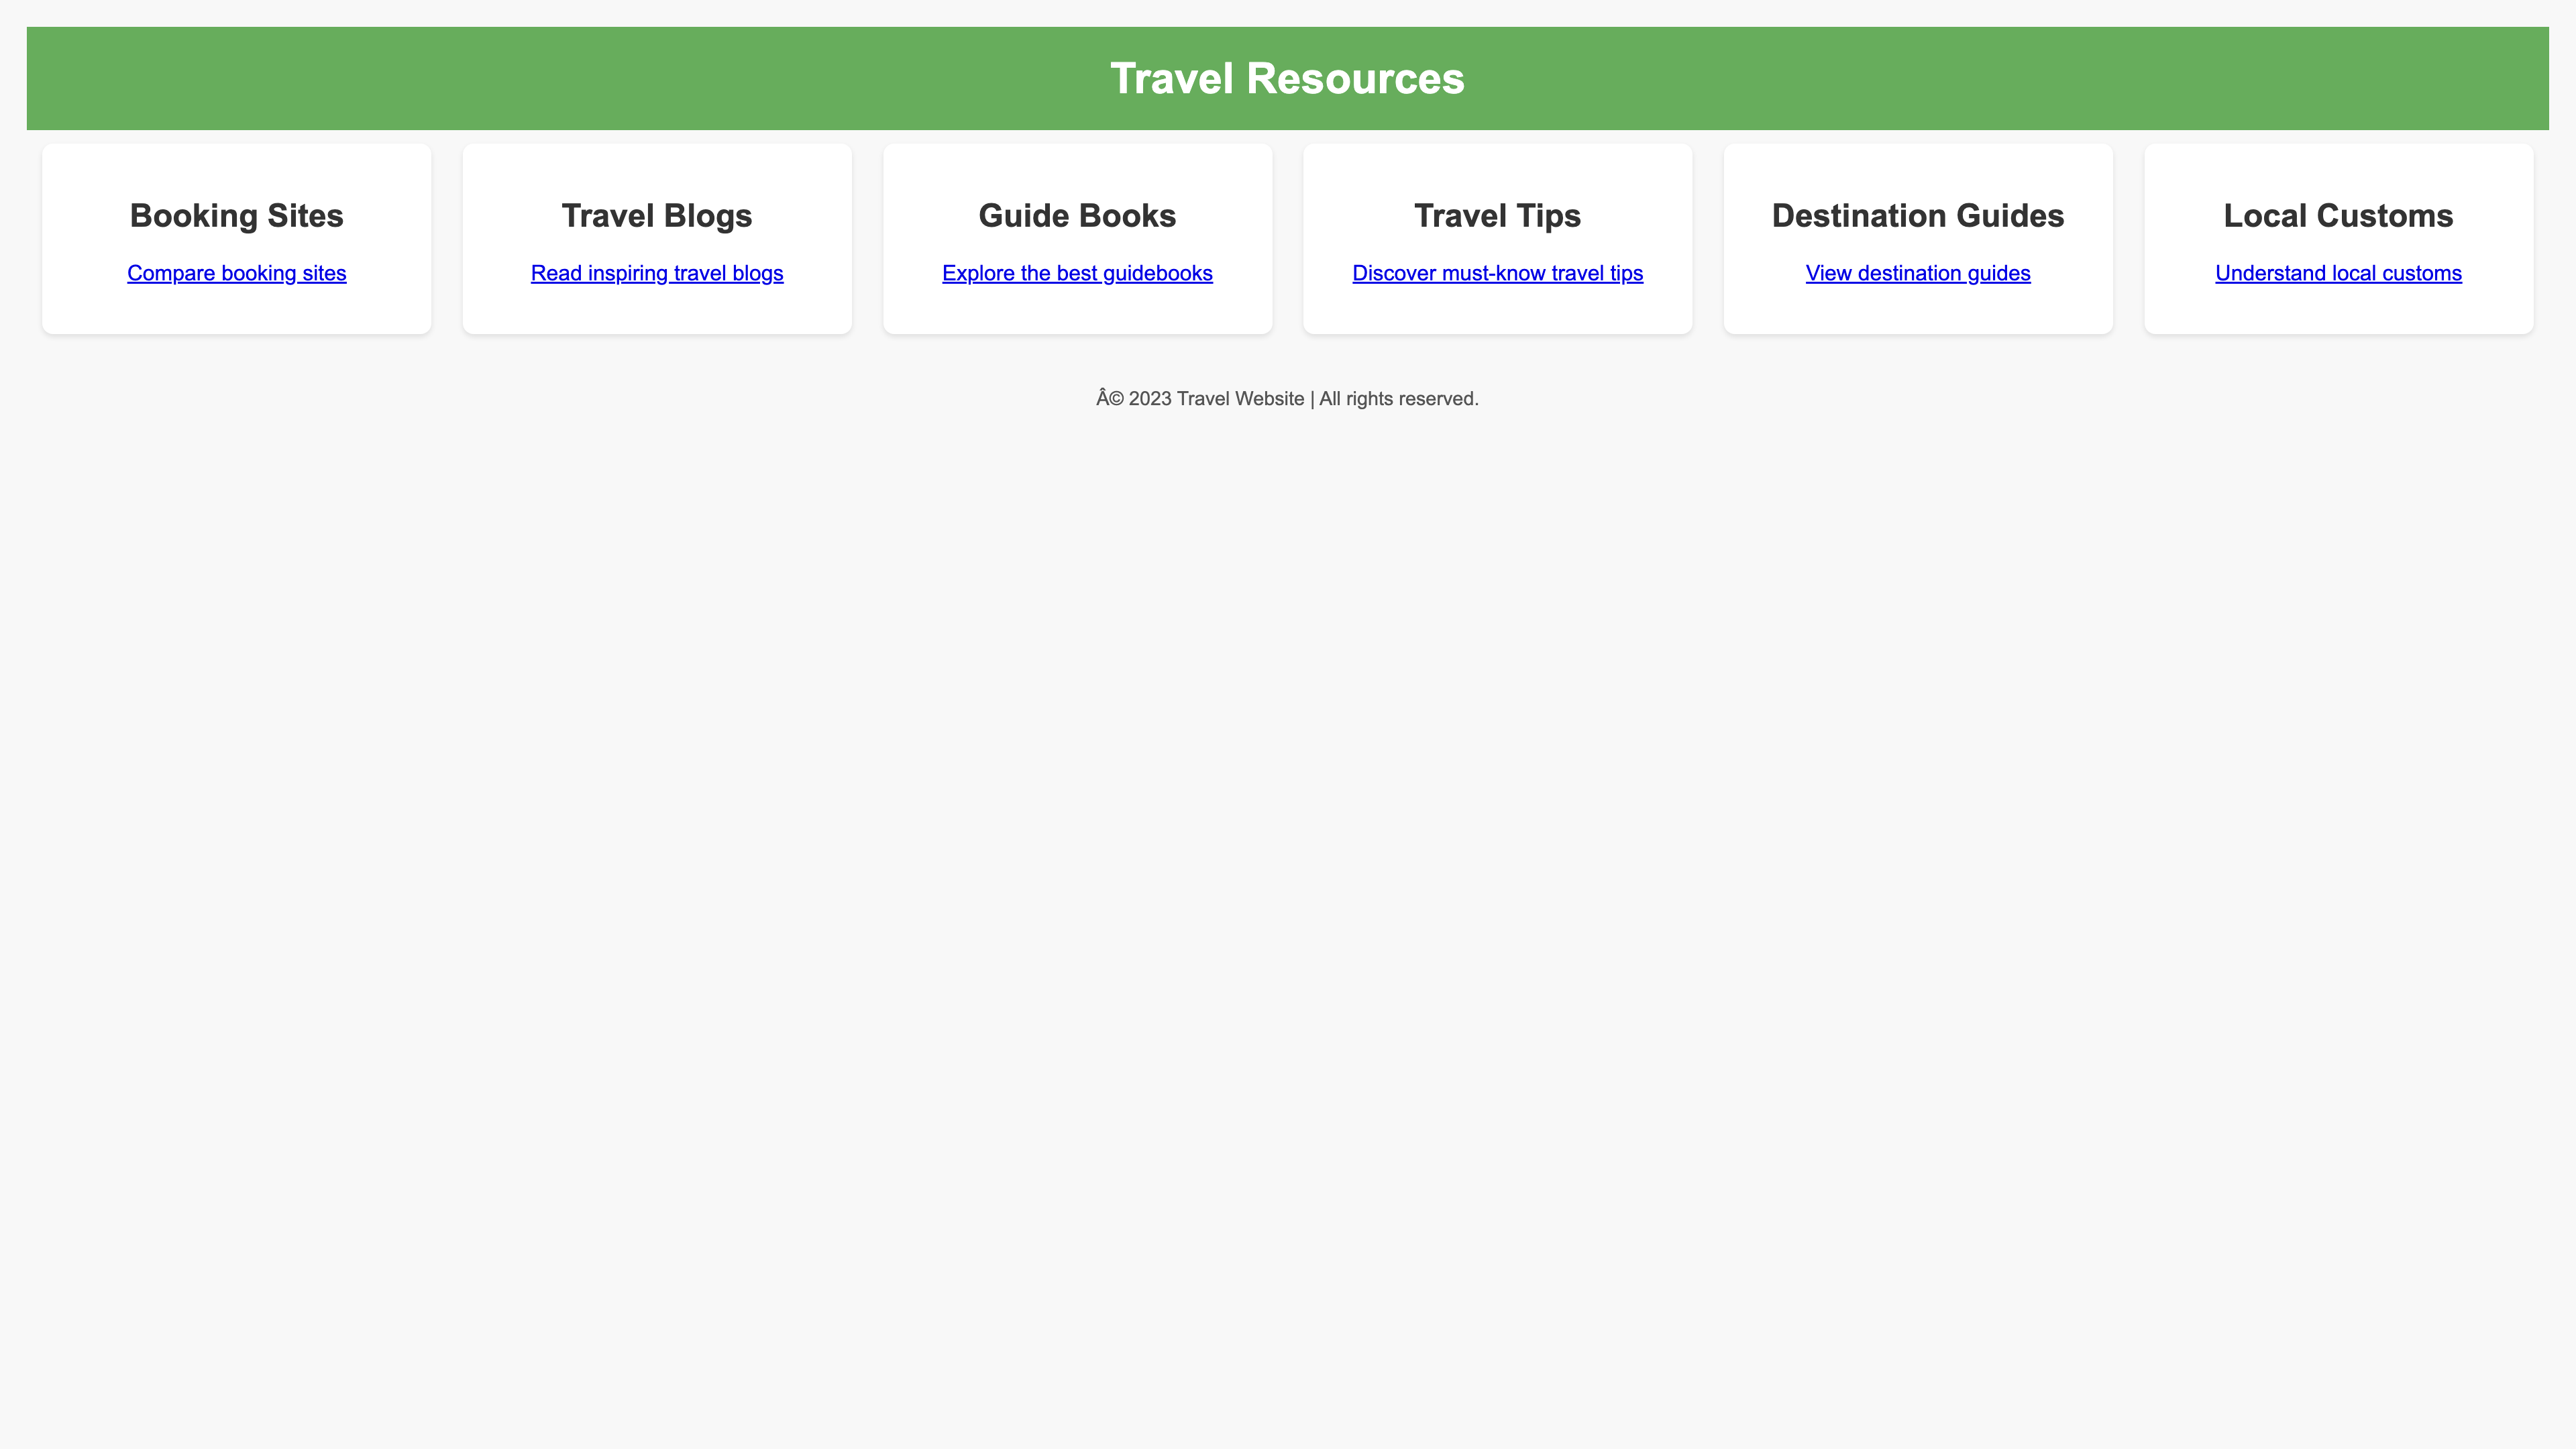 Travel Resources
Booking Sites
Compare booking sites
Travel Blogs
Read inspiring travel blogs
Guide Books
Explore the best guidebooks
Travel Tips
Discover must-know travel tips
Destination Guides
View destination guides
Local Customs
Understand local customs
Â© 2023 Travel Website | All rights reserved.